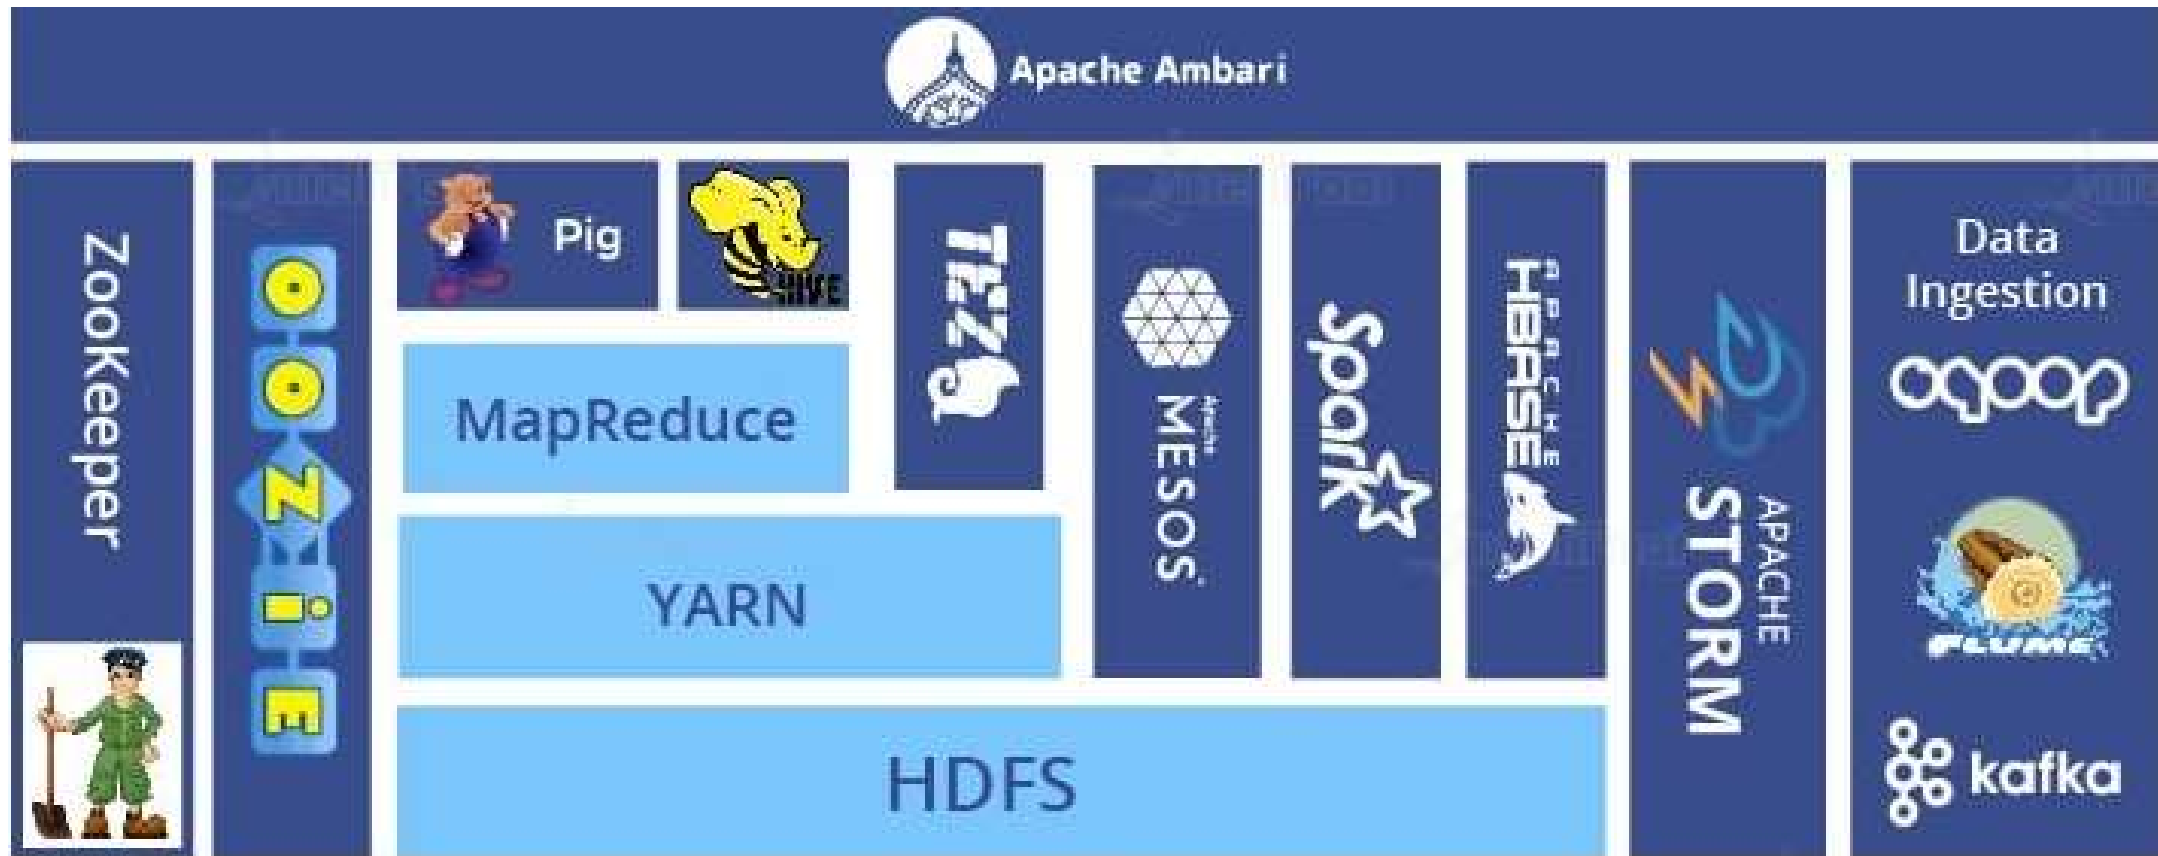 Apache Ambari
ZooKeeper
OOZiE
Pig
HIVE
MapReduce
YARN
HDFS
TEZ
Apache
MESOS
Spark
APACHE
HBASE
APACHE
STORM
Data
Ingestion
sqoop
FLUME
kafka